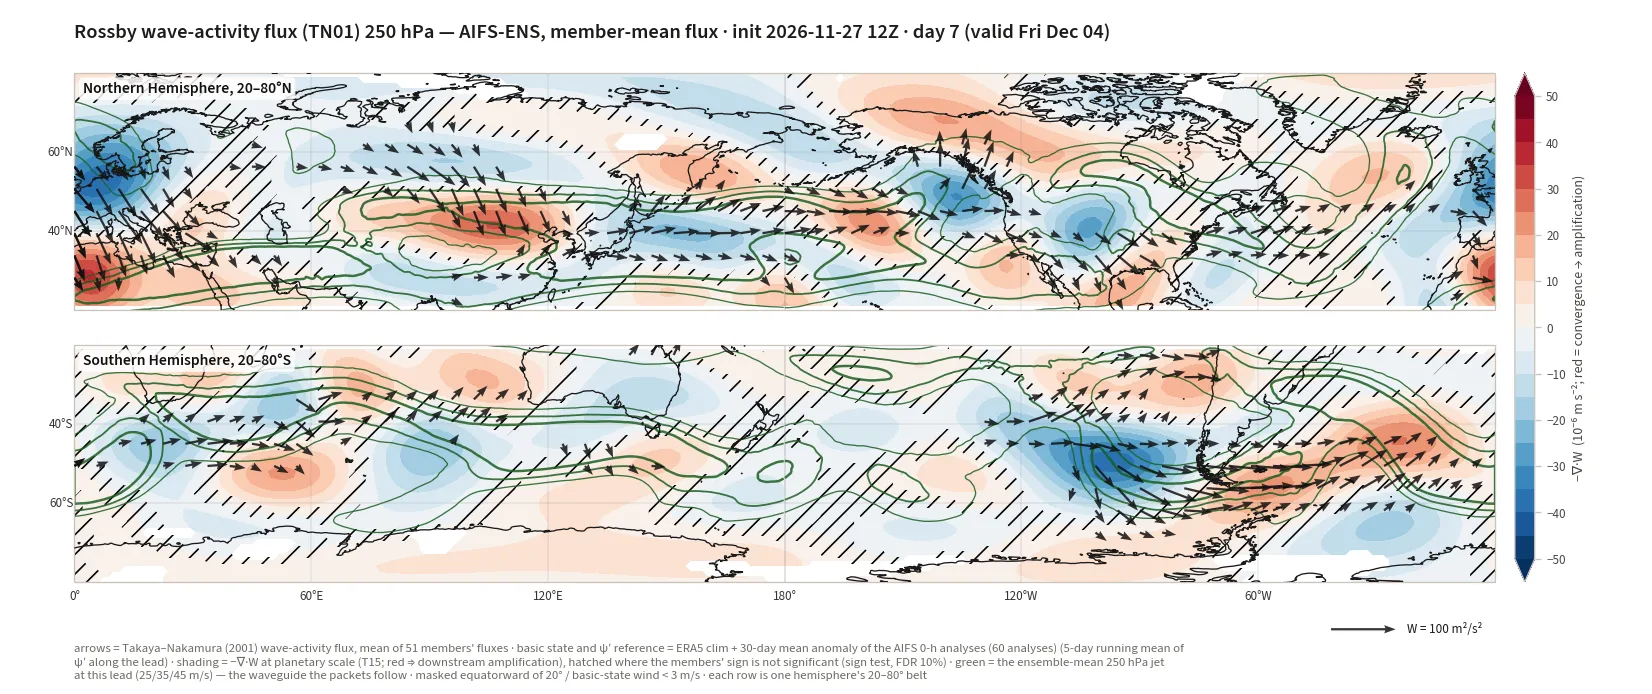 Rossby wave-activity flux (TN01) 250 hPa — AIFS-ENS, member-mean flux · init 2026-11-27 12Z · day 7 (valid Fri Dec 04)
Northern Hemisphere, 20–80°N
60°N
40°N
Southern Hemisphere, 20–80°S
40°S
60°S
0°
60°E
120°E
180°
120°W
60°W
50
40
30
20
10
0
−10
−20
−30
−40
−50
−∇·W (10⁻⁶ m s⁻²; red = convergence → amplification)
W = 100 m²/s²
arrows = Takaya–Nakamura (2001) wave-activity flux, mean of 51 members' fluxes · basic state and ψ' reference = ERA5 clim + 30-day mean anomaly of the AIFS 0-h analyses (60 analyses) (5-day running mean of
ψ' along the lead) · shading = −∇·W at planetary scale (T15; red ⇒ downstream amplification), hatched where the members' sign is not significant (sign test, FDR 10%) · green = the ensemble-mean 250 hPa jet
at this lead (25/35/45 m/s) — the waveguide the packets follow · masked equatorward of 20° / basic-state wind < 3 m/s · each row is one hemisphere's 20–80° belt